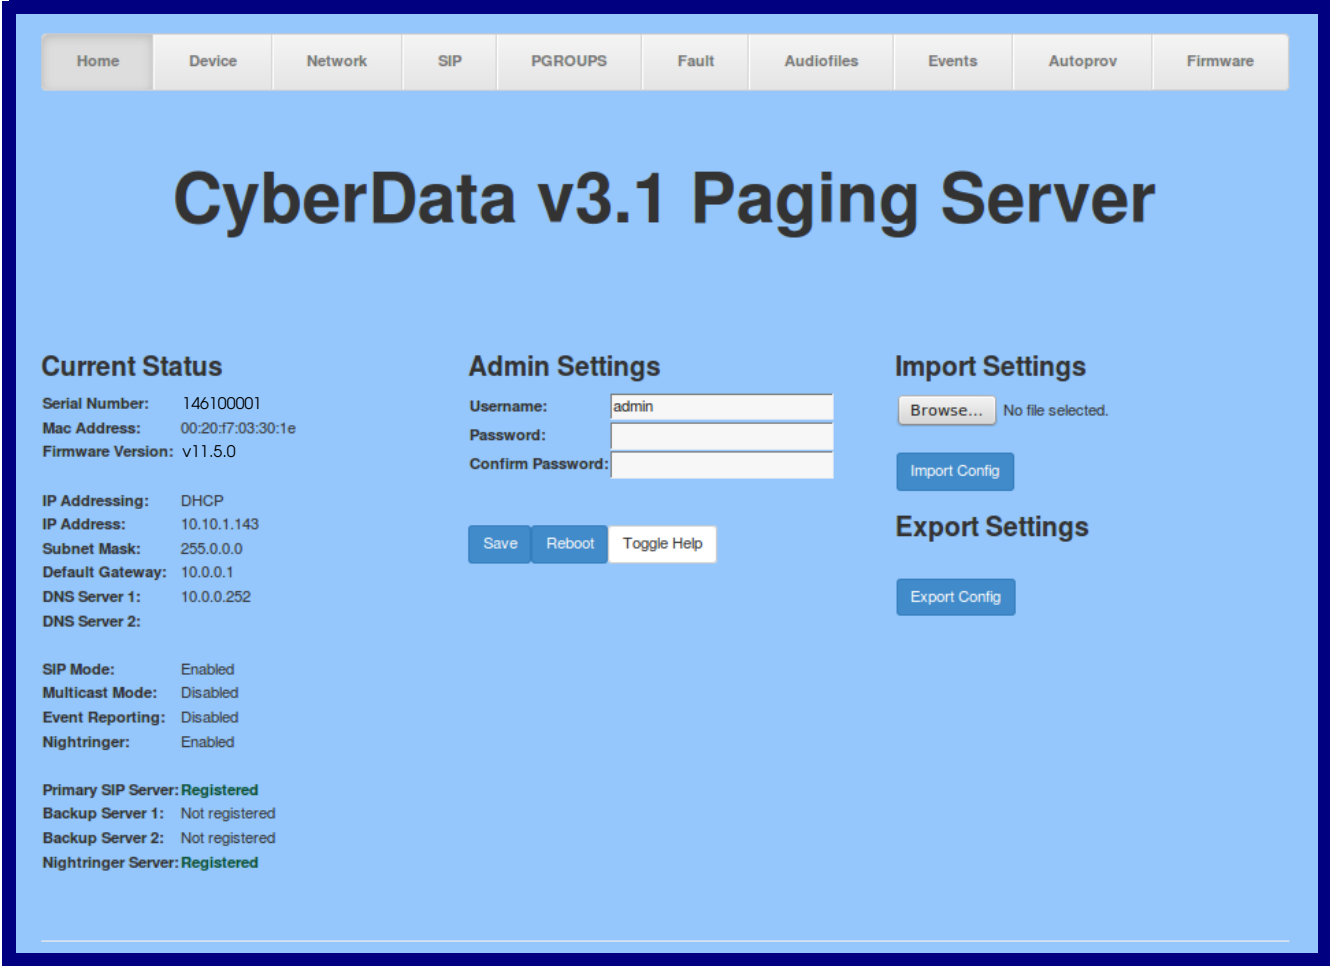 Home Device Network SIP PGROUPS Fault Audiofiles Events Autoprov Firmware
CyberData v3.1 Paging Server
Current Status
Serial Number: 146100001
Mac Address: 00:20:f7:03:30:1e
Firmware Version: v11.5.0
IP Addressing: DHCP
IP Address: 10.10.1.143
Subnet Mask: 255.0.0.0
Default Gateway: 10.0.0.1
DNS Server 1: 10.0.0.252
DNS Server 2:
SIP Mode: Enabled
Multicast Mode: Disabled
Event Reporting: Disabled
Nightringer: Enabled
Primary SIP Server: Registered
Backup Server 1: Not registered
Backup Server 2: Not registered
Nightringer Server: Registered
Admin Settings
Username: admin
Password:
Confirm Password:
Save Reboot Toggle Help
Import Settings
Browse... No file selected.
Import Config
Export Settings
Export Config